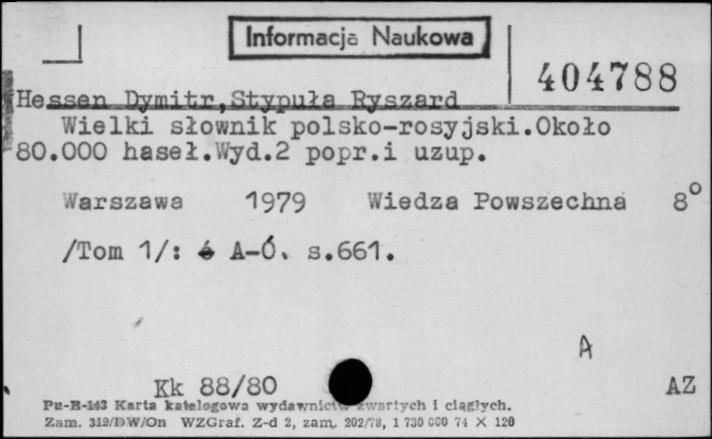 Informacja Naukowa
404788
Hessen Dymitr,Stypuła Ryszard
Wielki słownik polsko-rosyjski.Około
80.000 haseł.Wyd.2 popr.i uzup.
Warszawa 1979 Wiedza Powszechna 8°
/Tom 1/: A-Ó. s.661.
A
Kk 88/80 AZ
Pu-B-143 Karta katalogowa wydawnictw zwartych i ciągłych.
Zam. 319/DW/On WZGraf. Z-d 2, zam. 202/78, 1 730 000 74 X 120